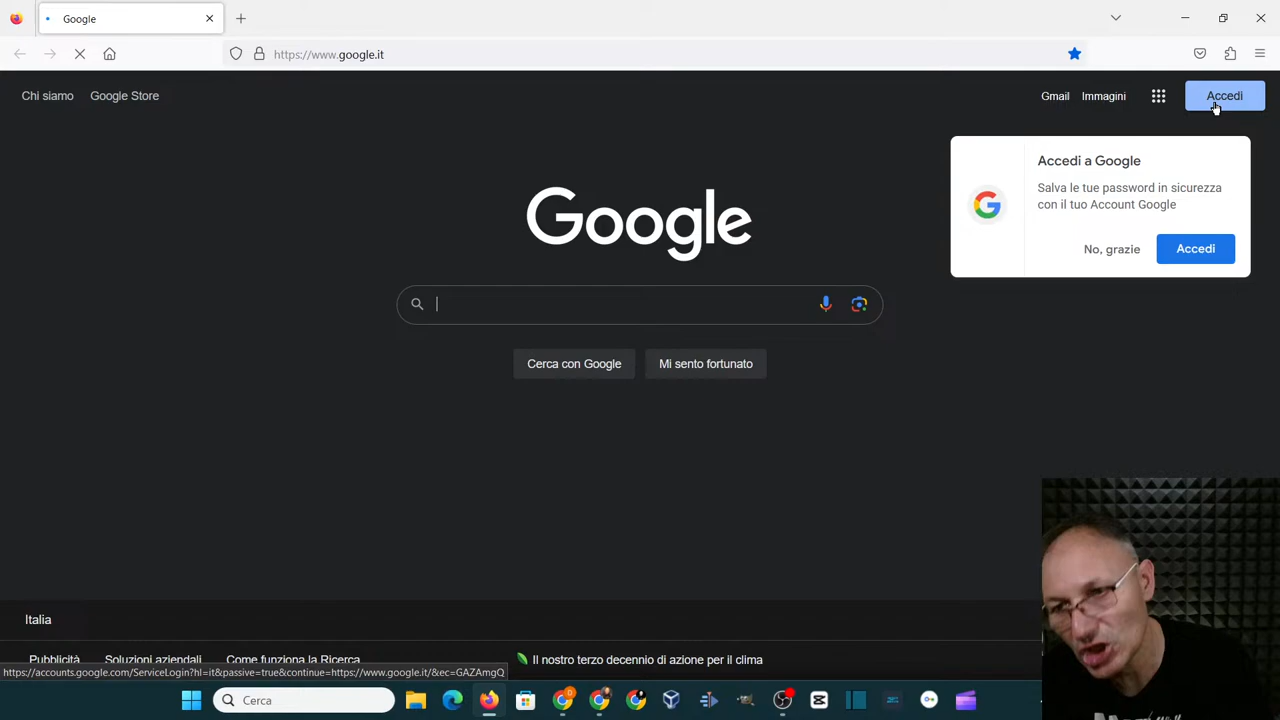 Google
https://www.google.it
Chi siamo
Google Store
Gmail
Immagini
Accedi
Accedi a Google
Salva le tue password in sicurezza
con il tuo Account Google
No, grazie
Accedi
Google
Cerca con Google
Mi sento fortunato
Italia
Pubblicità
Soluzioni aziendali
Come funziona la Ricerca
Il nostro terzo decennio di azione per il clima
https://accounts.google.com/ServiceLogin?hl=it&passive=true&continue=https://www.google.it/&ec=GAZAmgQ
Cerca